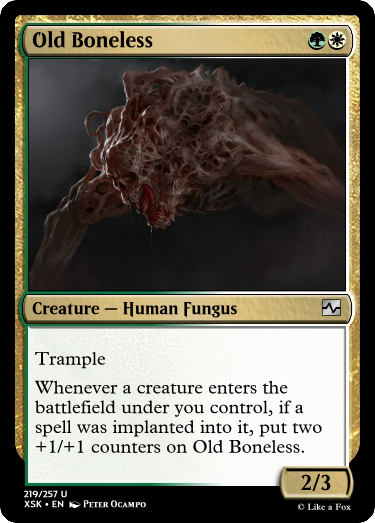 Old Boneless
Creature — Human Fungus
Trample
Whenever a creature enters the
battlefield under you control, if a
spell was implanted into it, put two
+1/+1 counters on Old Boneless.
2/3
219/257 U
XSK • EN Peter Ocampo
© Like a Fox